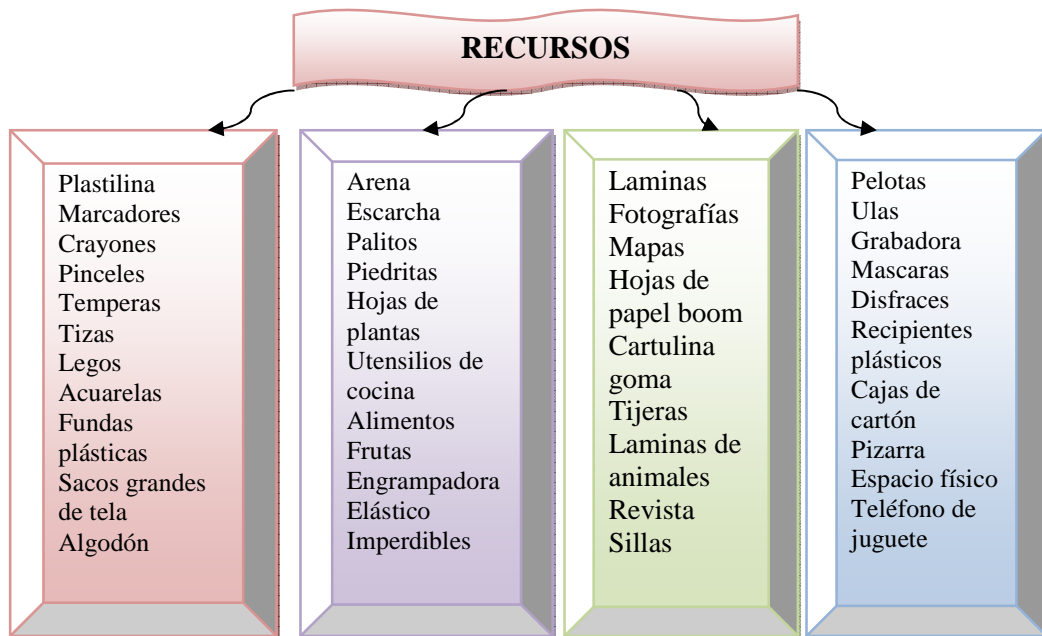 RECURSOS
Plastilina
Marcadores
Crayones
Pinceles
Temperas
Tizas
Legos
Acuarelas
Fundas
plásticas
Sacos grandes
de tela
Algodón
Arena
Escarcha
Palitos
Piedritas
Hojas de
plantas
Utensilios de
cocina
Alimentos
Frutas
Engrampadora
Elástico
Imperdibles
Laminas
Fotografías
Mapas
Hojas de
papel boom
Cartulina
goma
Tijeras
Laminas de
animales
Revista
Sillas
Pelotas
Ulas
Grabadora
Mascaras
Disfraces
Recipientes
plásticos
Cajas de
cartón
Pizarra
Espacio físico
Teléfono de
juguete